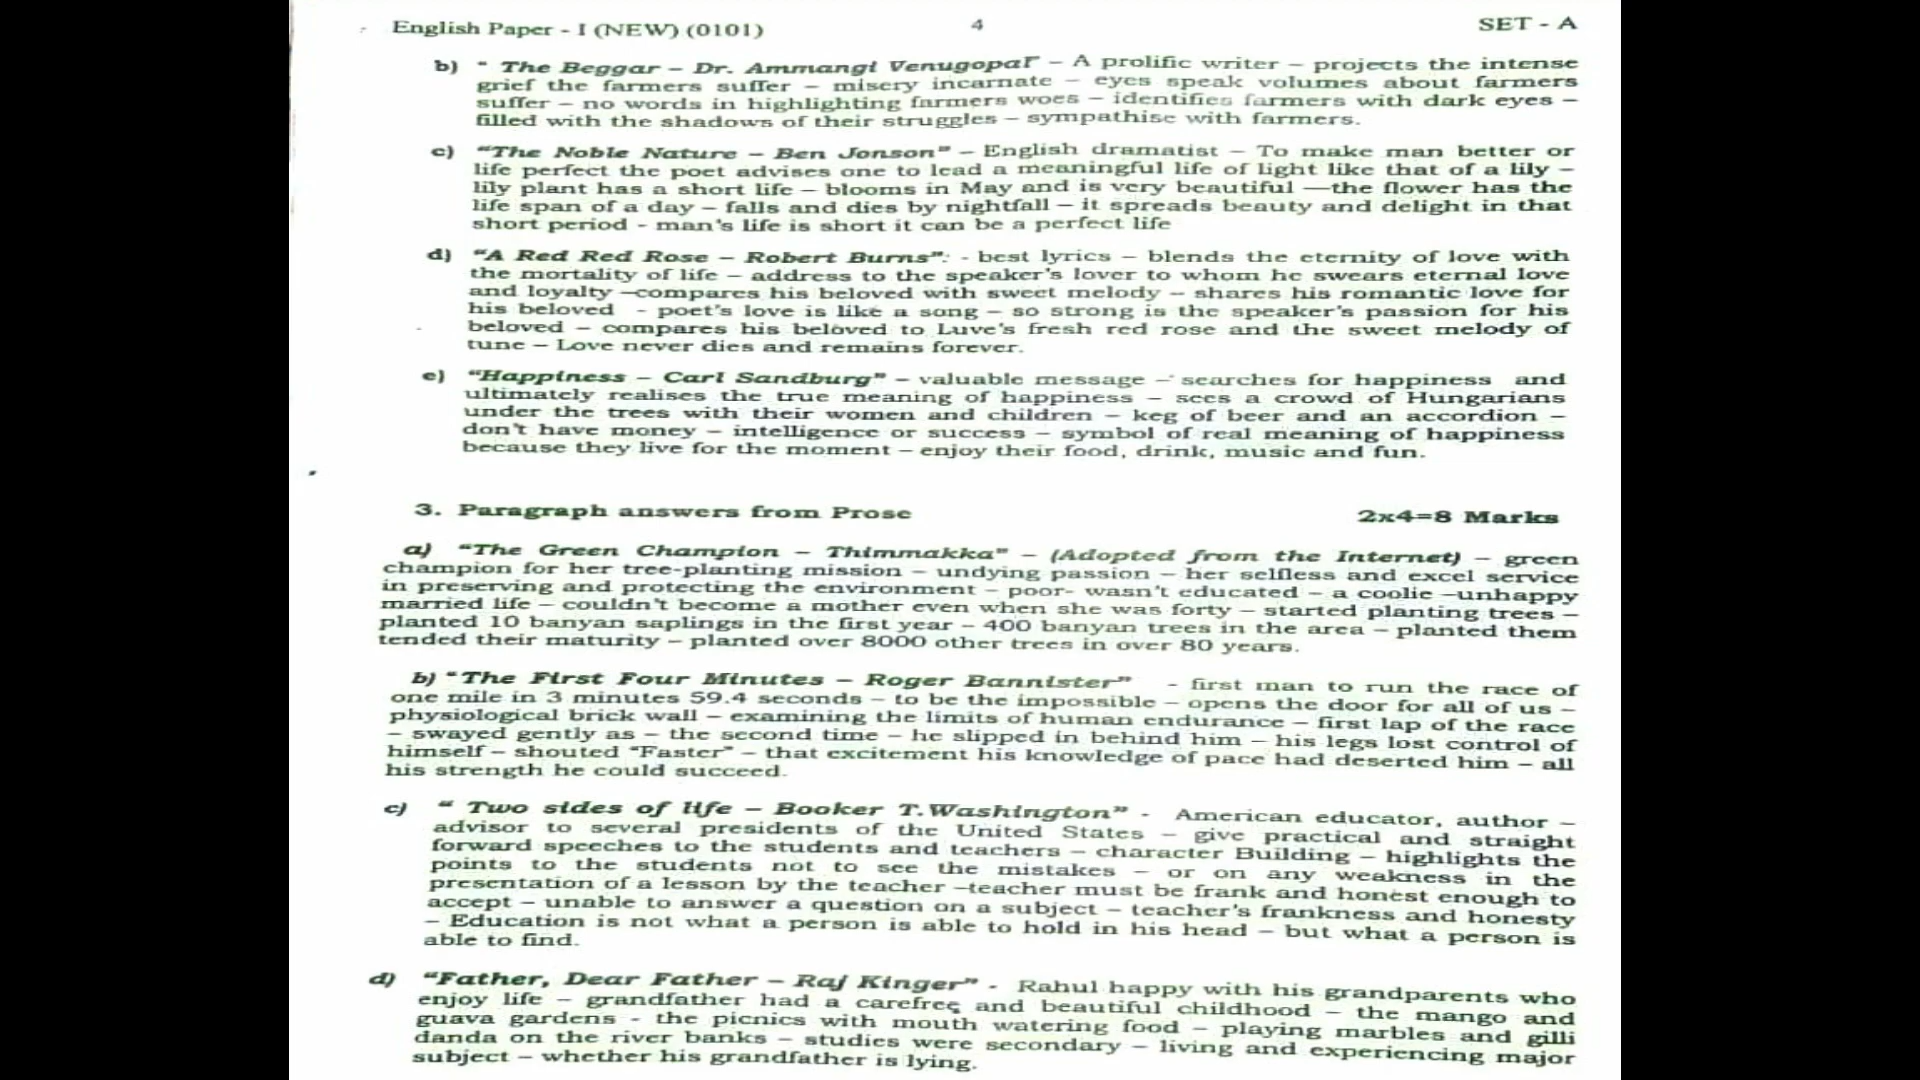 English Paper - I (NEW) (0101) 4 SET - A
b) " The Beggar – Dr. Ammangi Venugopal" – A prolific writer – projects the intense
grief the farmers suffer – misery incarnate – eyes speak volumes about farmers
suffer – no words in highlighting farmers woes – identifies farmers with dark eyes –
filled with the shadows of their struggles – sympathise with farmers.
c) "The Noble Nature – Ben Jonson" – English dramatist – To make man better or
life perfect the poet advises one to lead a meaningful life of light like that of a lily –
lily plant has a short life – blooms in May and is very beautiful —the flower has the
life span of a day – falls and dies by nightfall – it spreads beauty and delight in that
short period - man's life is short it can be a perfect life
d) "A Red Red Rose – Robert Burns": - best lyrics – blends the eternity of love with
the mortality of life – address to the speaker's lover to whom he swears eternal love
and loyalty –compares his beloved with sweet melody – shares his romantic love for
his beloved - poet's love is like a song – so strong is the speaker's passion for his
beloved – compares his beloved to Luve's fresh red rose and the sweet melody of
tune – Love never dies and remains forever.
e) "Happiness – Carl Sandburg" – valuable message – searches for happiness and
ultimately realises the true meaning of happiness – sees a crowd of Hungarians
under the trees with their women and children – keg of beer and an accordion –
don't have money – intelligence or success – symbol of real meaning of happiness
because they live for the moment – enjoy their food, drink, music and fun.
3. Paragraph answers from Prose 2x4=8 Marks
a) "The Green Champion – Thimmakka" – (Adopted from the Internet) – green
champion for her tree-planting mission – undying passion – her selfless and excel service
in preserving and protecting the environment – poor- wasn't educated – a coolie –unhappy
married life – couldn't become a mother even when she was forty – started planting trees –
planted 10 banyan saplings in the first year – 400 banyan trees in the area – planted them
tended their maturity – planted over 8000 other trees in over 80 years.
b) "The First Four Minutes – Roger Bannister" - first man to run the race of
one mile in 3 minutes 59.4 seconds – to be the impossible – opens the door for all of us –
physiological brick wall – examining the limits of human endurance – first lap of the race
– swayed gently as – the second time – he slipped in behind him – his legs lost control of
himself – shouted "Faster" – that excitement his knowledge of pace had deserted him – all
his strength he could succeed.
c) " Two sides of life – Booker T.Washington" - American educator, author –
advisor to several presidents of the United States – give practical and straight
forward speeches to the students and teachers – character Building – highlights the
points to the students not to see the mistakes – or on any weakness in the
presentation of a lesson by the teacher –teacher must be frank and honest enough to
accept – unable to answer a question on a subject – teacher's frankness and honesty
– Education is not what a person is able to hold in his head – but what a person is
able to find.
d) "Father, Dear Father – Raj Kinger" - Rahul happy with his grandparents who
enjoy life – grandfather had a carefree and beautiful childhood – the mango and
guava gardens - the picnics with mouth watering food – playing marbles and gilli
danda on the river banks – studies were secondary – living and experiencing major
subject – whether his grandfather is lying.